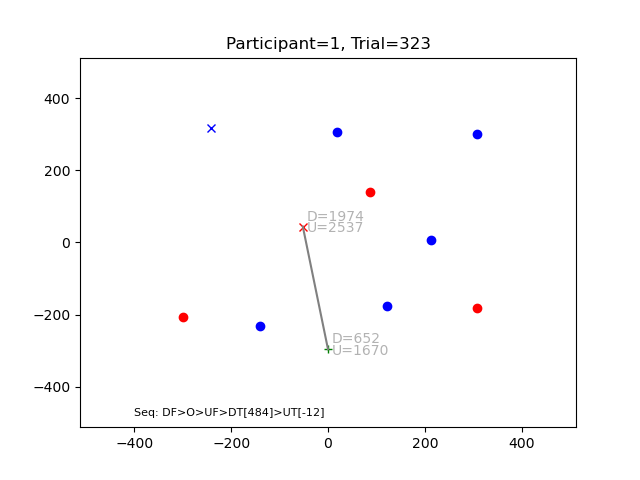 Participant=1, Trial=323
400
200
0
−200
−400
D=1974
U=2537
D=652
U=1670
Seq: DF>O>UF>DT[484]>UT[-12]
−400
−200
0
200
400